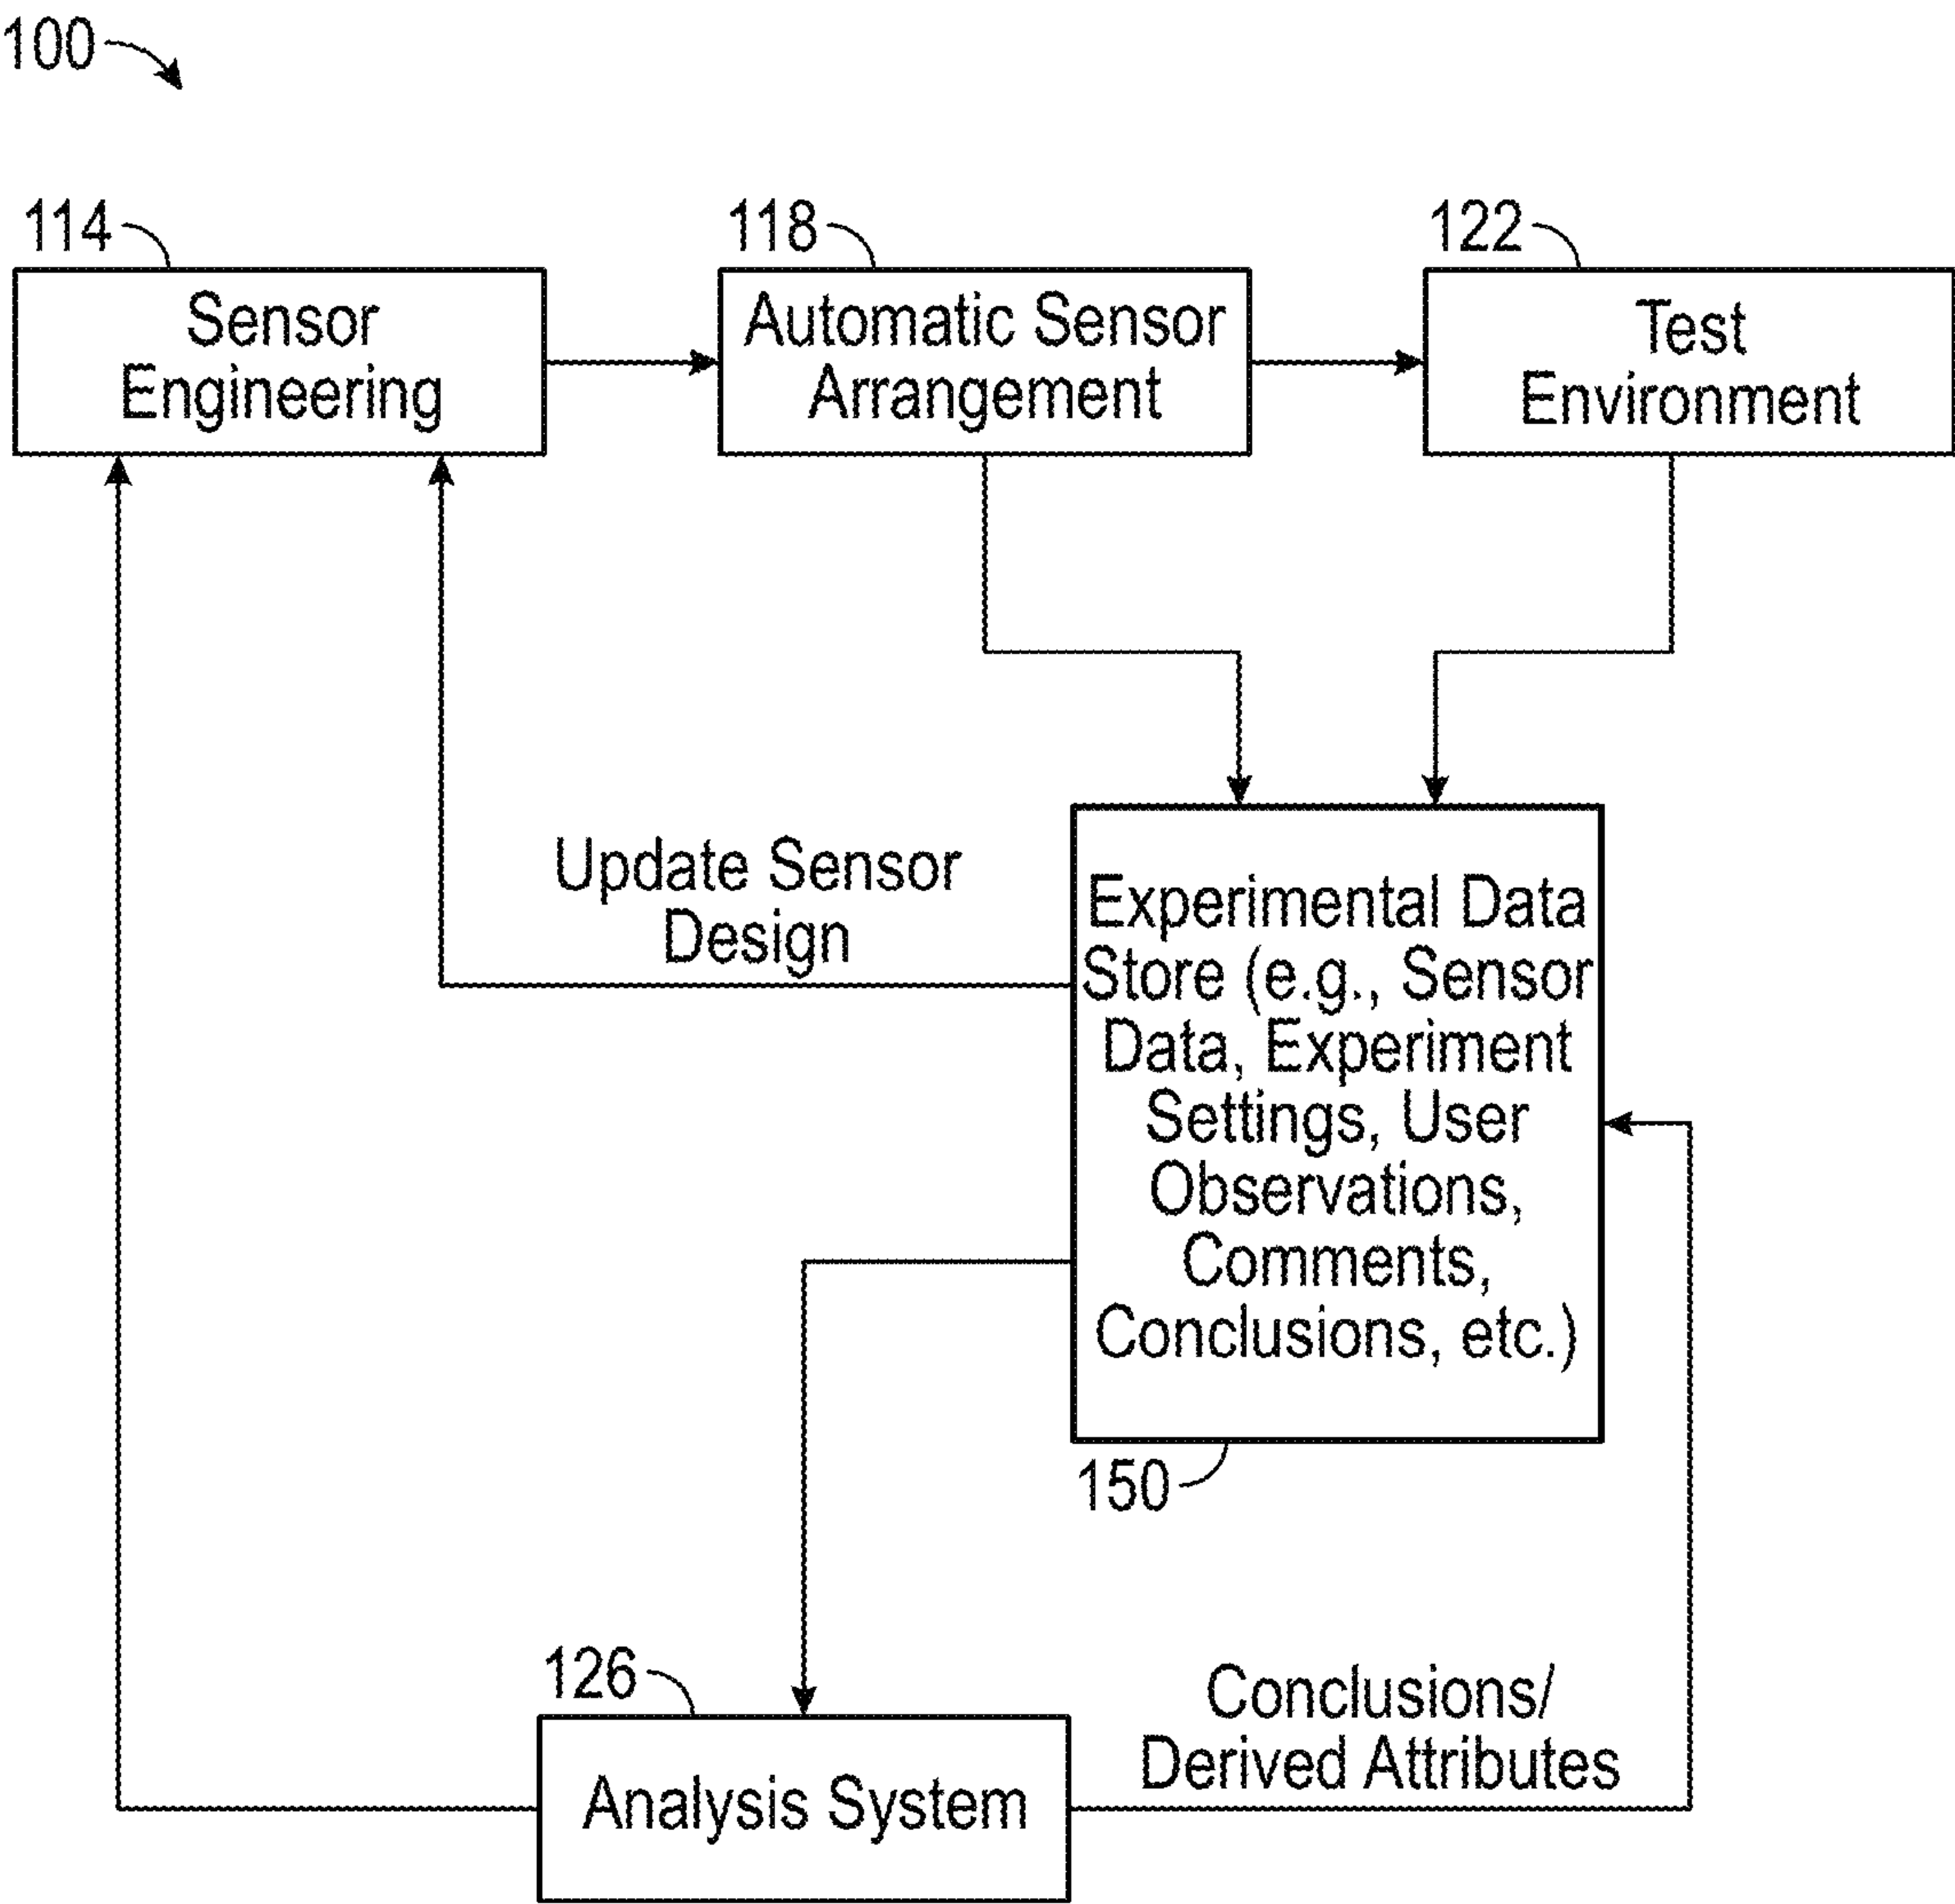 100
114
118
122
Sensor
Engineering
Automatic Sensor
Arrangement
Test
Environment
Update Sensor
Design
Experimental Data
Store (e.g., Sensor
Data, Experiment
Settings, User
Observations,
Comments,
Conclusions, etc.)
150
126
Analysis System
Conclusions/
Derived Attributes